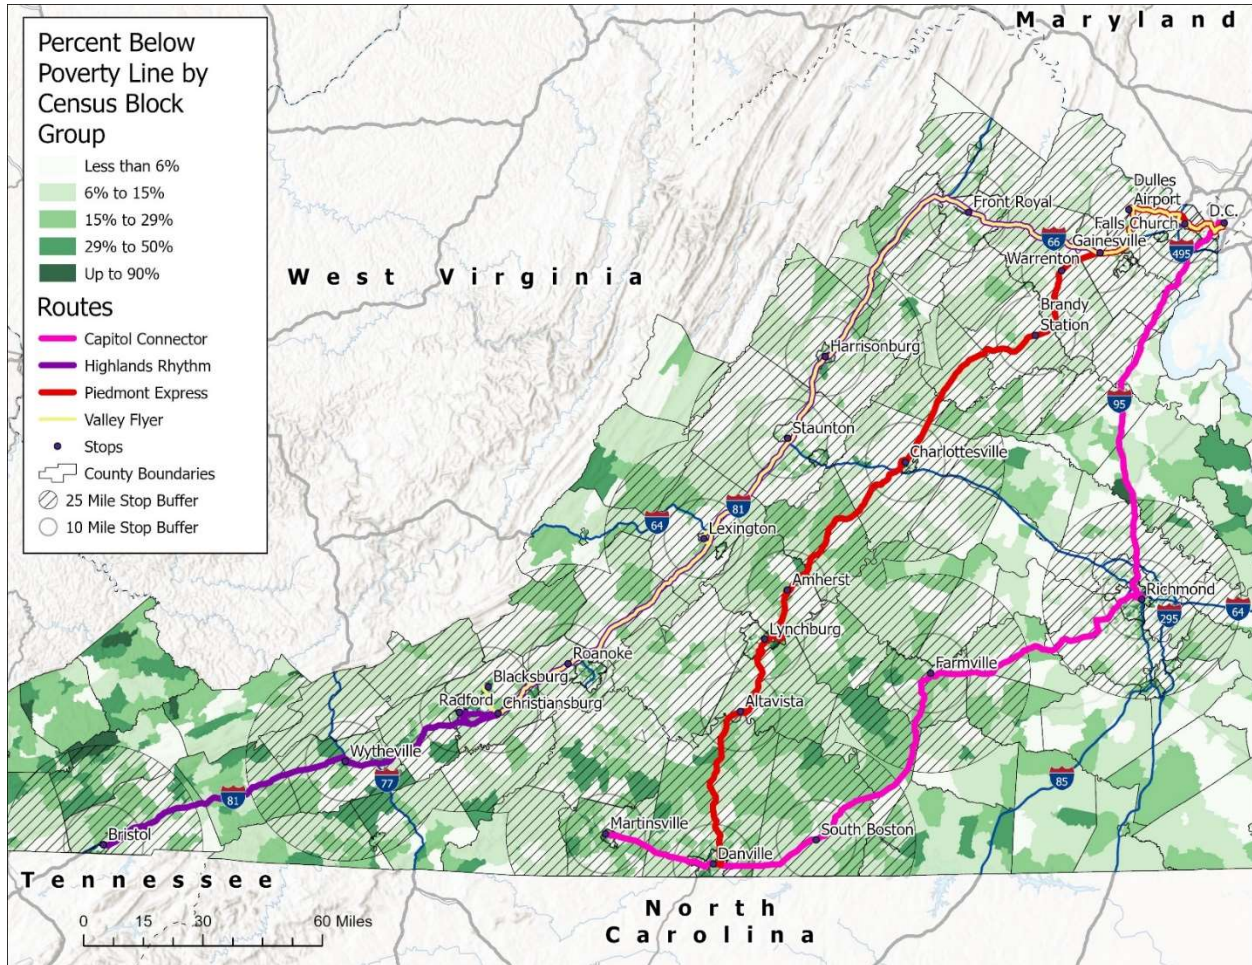 Percent Below
Poverty Line by
Census Block
Group
Less than 6%
6% to 15%
15% to 29%
29% to 50%
Up to 90%
Routes
Capitol Connector
Highlands Rhythm
Piedmont Express
Valley Flyer
Stops
County Boundaries
25 Mile Stop Buffer
10 Mile Stop Buffer
Maryland
West Virginia
Dulles
Airport
D.C.
Front Royal
Falls Church
66
Gainesville
495
Warrenton
Brandy
Station
Harrisonburg
95
Staunton
Charlottesville
81
64
Lexington
Amherst
Richmond
295
64
Lynchburg
Roanoke
Farmville
Blacksburg
Radford
Christiansburg
Altavista
Wytheville
77
85
81
Bristol
Martinsville
South Boston
Danville
Tennessee
North
Carolina
0 15 30 60 Miles